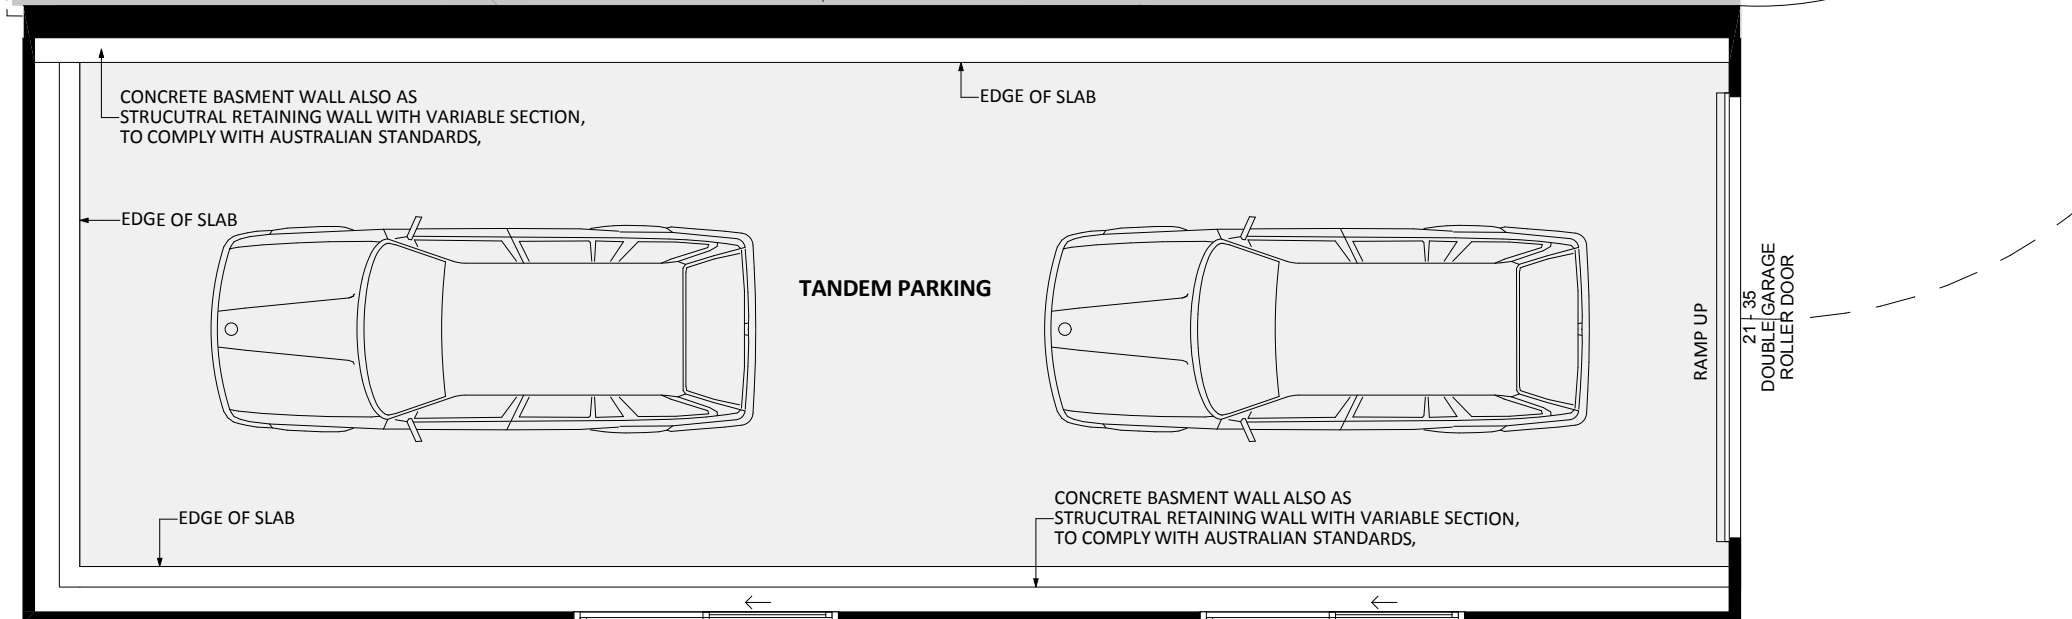 CONCRETE BASMENT WALL ALSO AS
STRUCUTRAL RETAINING WALL WITH VARIABLE SECTION,
TO COMPLY WITH AUSTRALIAN STANDARDS,
EDGE OF SLAB
EDGE OF SLAB
TANDEM PARKING
RAMP UP
21 - 35
DOUBLE GARAGE
ROLLER DOOR
EDGE OF SLAB
CONCRETE BASMENT WALL ALSO AS
STRUCUTRAL RETAINING WALL WITH VARIABLE SECTION,
TO COMPLY WITH AUSTRALIAN STANDARDS,